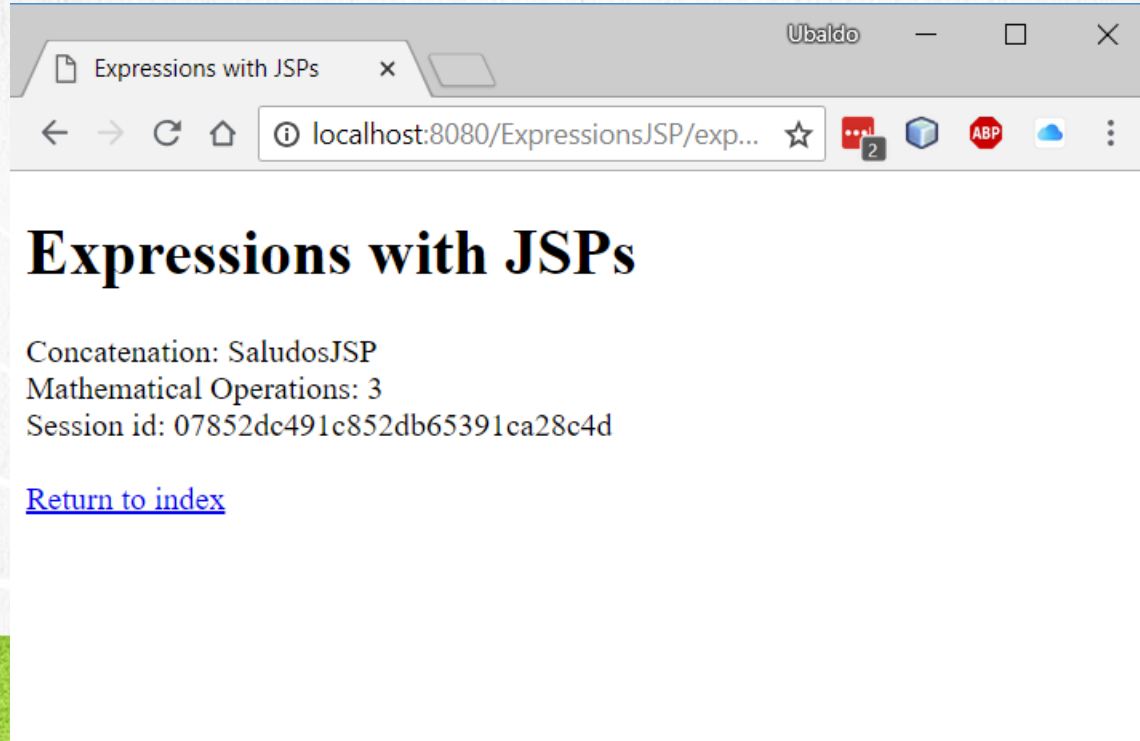 Ubaldo
Expressions with JSPs
localhost:8080/ExpressionsJSP/exp...
2
ABP
Expressions with JSPs
Concatenation: SaludosJSP
Mathematical Operations: 3
Session id: 07852dc491c852db65391ca28c4d
Return to index